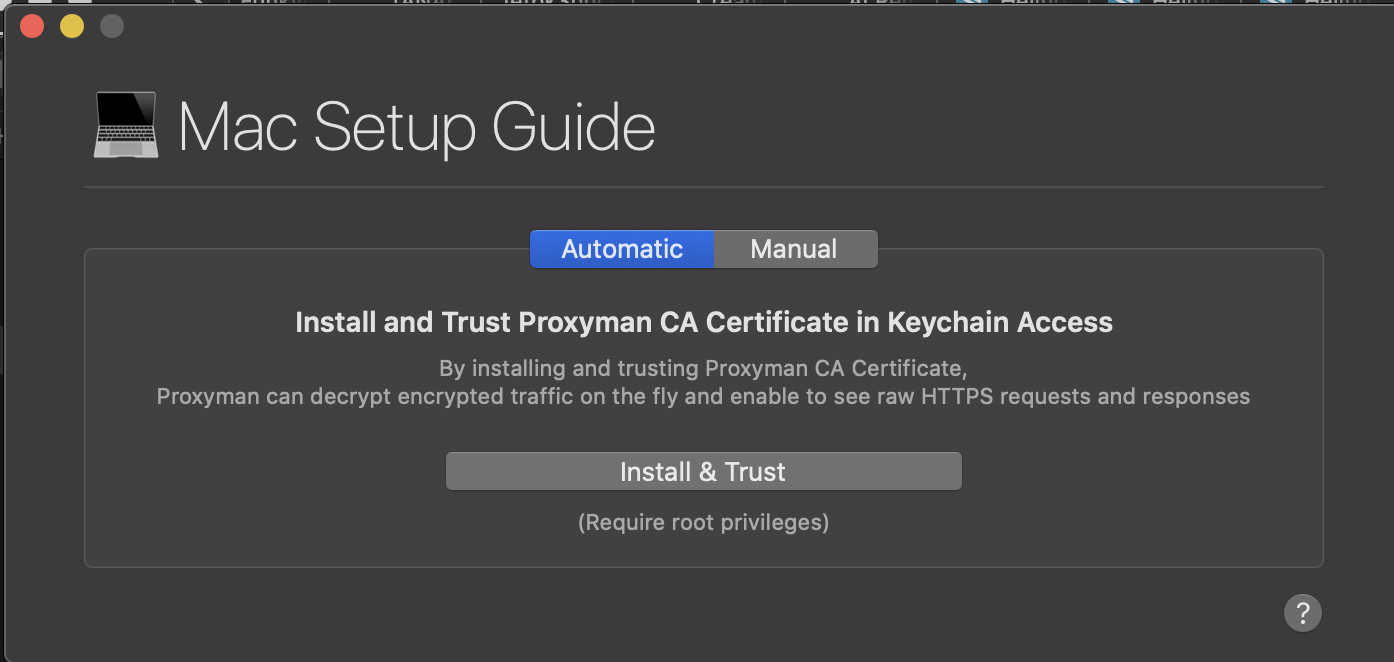 Mac Setup Guide
Automatic Manual
Install and Trust Proxyman CA Certificate in Keychain Access
By installing and trusting Proxyman CA Certificate,
Proxyman can decrypt encrypted traffic on the fly and enable to see raw HTTPS requests and responses
Install & Trust
(Require root privileges)
?